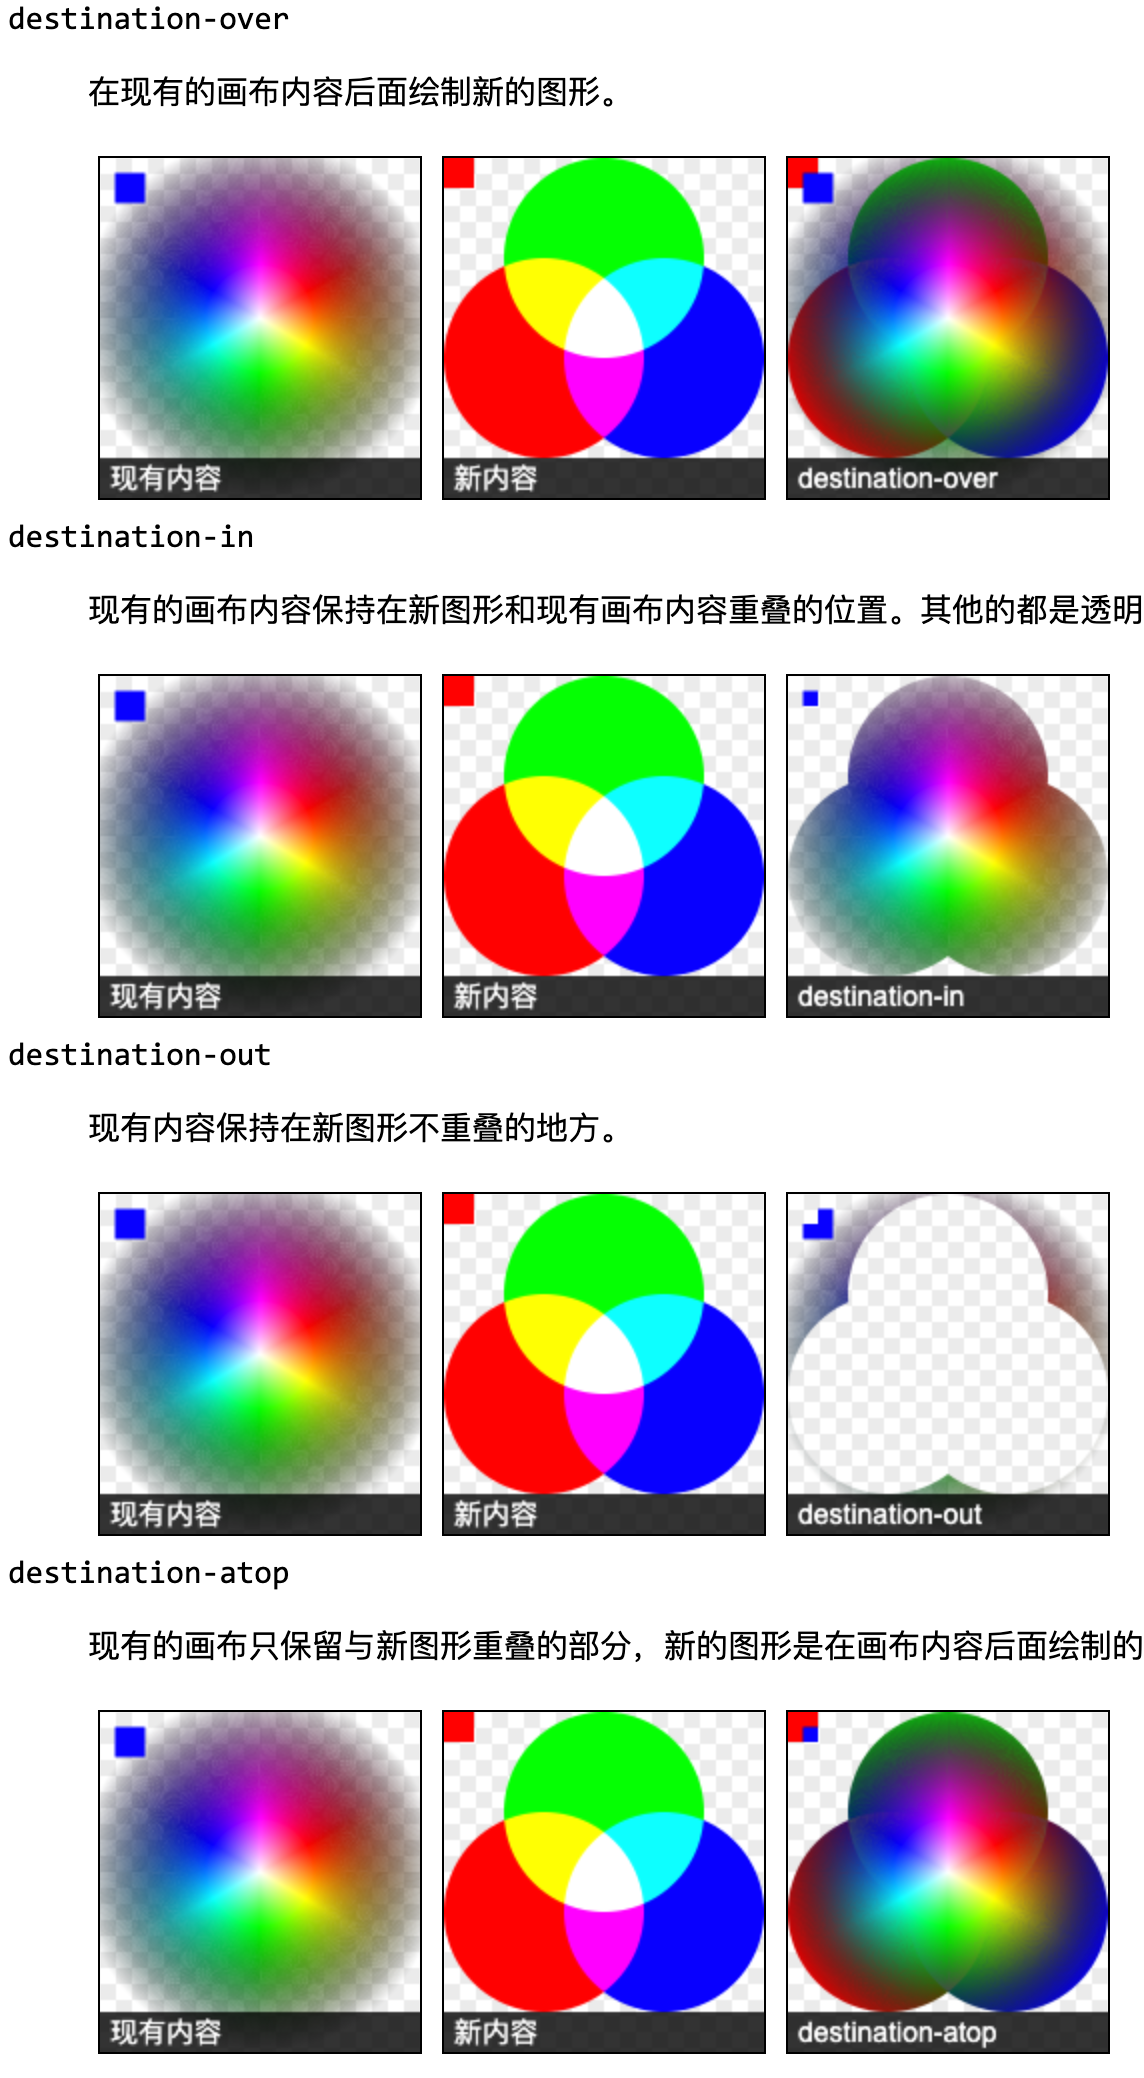 destination-over
在现有的画布内容后面绘制新的图形。
现有内容
新内容
destination-over
destination-in
现有的画布内容保持在新图形和现有画布内容重叠的位置。其他的都是透明
现有内容
新内容
destination-in
destination-out
现有内容保持在新图形不重叠的地方。
现有内容
新内容
destination-out
destination-atop
现有的画布只保留与新图形重叠的部分，新的图形是在画布内容后面绘制的
现有内容
新内容
destination-atop